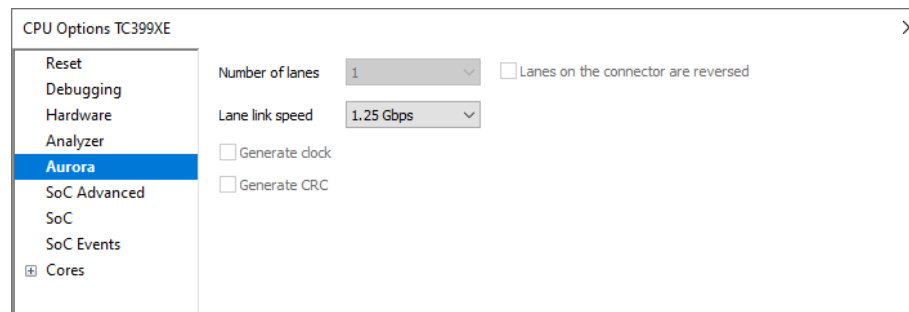 CPU Options TC399XE
Reset
Debugging
Hardware
Analyzer
Aurora
SoC Advanced
SoC
SoC Events
Cores
Number of lanes 1 Lanes on the connector are reversed
Lane link speed 1.25 Gbps
Generate clock
Generate CRC